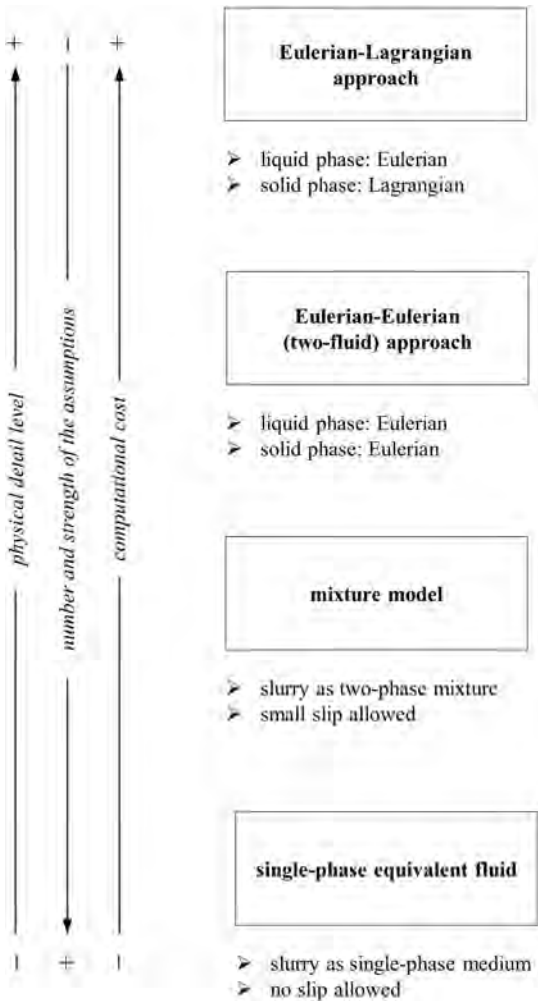 + − +
physical detail level
number and strength of the assumptions
computational cost
− + −
Eulerian-Lagrangian
approach
➢ liquid phase: Eulerian
➢ solid phase: Lagrangian
Eulerian-Eulerian
(two-fluid) approach
➢ liquid phase: Eulerian
➢ solid phase: Eulerian
mixture model
➢ slurry as two-phase mixture
➢ small slip allowed
single-phase equivalent fluid
➢ slurry as single-phase medium
➢ no slip allowed